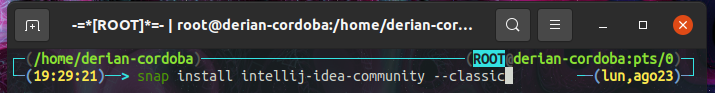 -=*[ROOT]*=- | root@derian-cordoba:/home/derian-cor...
(/home/derian-cordoba) (ROOT@derian-cordoba:pts/0)
(19:29:21)──> snap install intellij-idea-community --classic ──(lun,ago23)